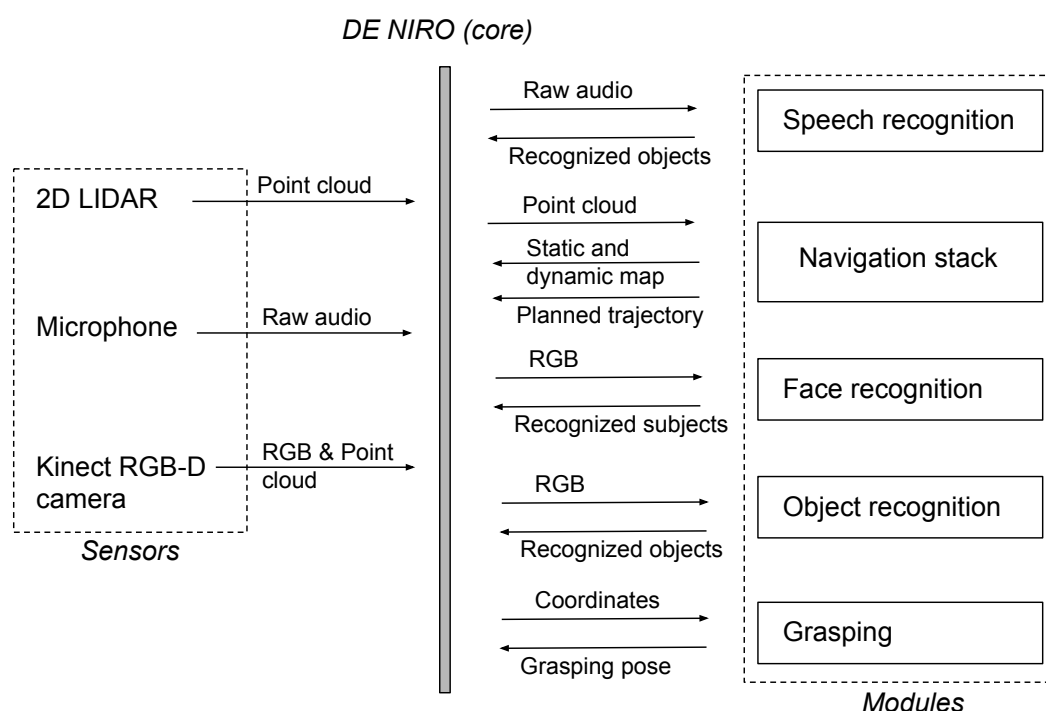 DE NIRO (core)
2D LIDAR
Point cloud
Microphone
Raw audio
Kinect RGB-D
camera
RGB & Point
cloud
Sensors
Raw audio
Recognized objects
Speech recognition
Point cloud
Static and
dynamic map
Planned trajectory
Navigation stack
RGB
Recognized subjects
Face recognition
RGB
Recognized objects
Object recognition
Coordinates
Grasping pose
Grasping
Modules